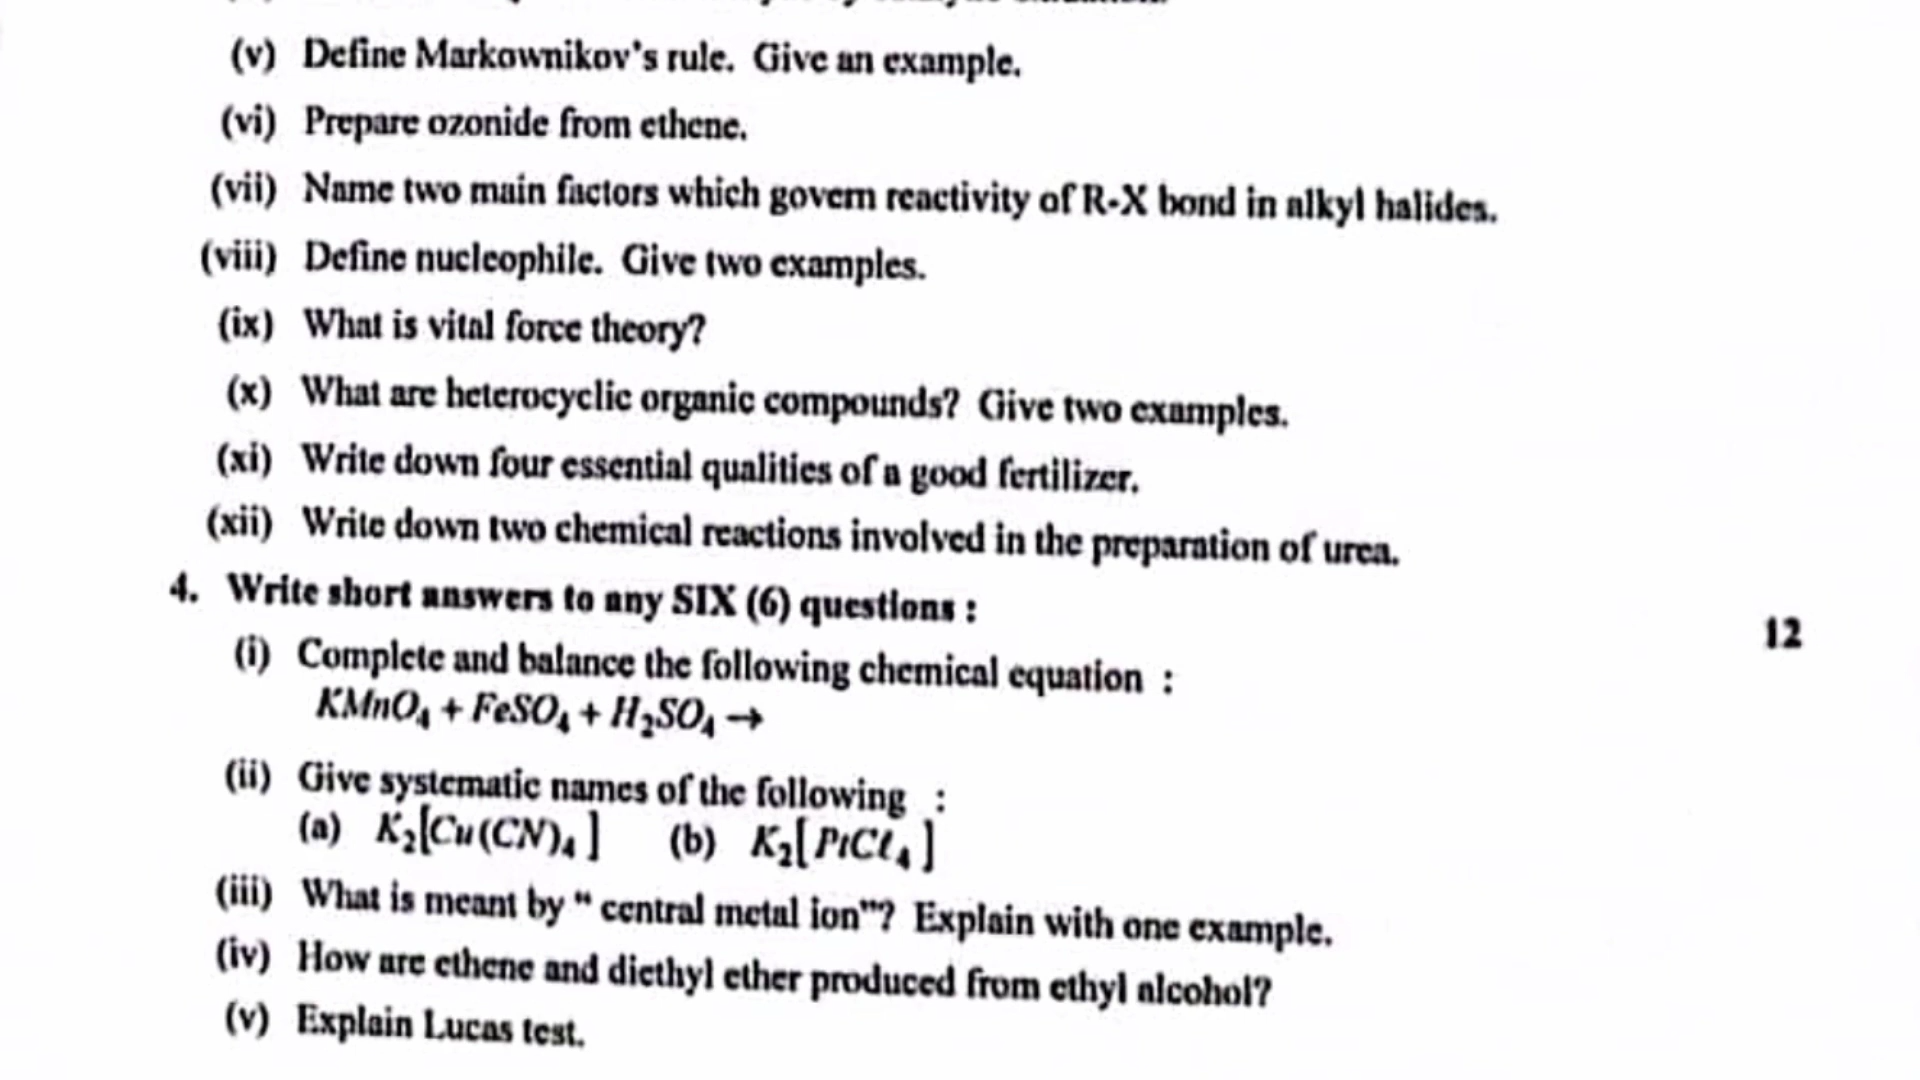 (v) Define Markownikov's rule. Give an example.
(vi) Prepare ozonide from ethene.
(vii) Name two main factors which govern reactivity of R-X bond in alkyl halides.
(viii) Define nucleophile. Give two examples.
(ix) What is vital force theory?
(x) What are heterocyclic organic compounds? Give two examples.
(xi) Write down four essential qualities of a good fertilizer.
(xii) Write down two chemical reactions involved in the preparation of urea.
4. Write short answers to any SIX (6) questions : 12
(i) Complete and balance the following chemical equation :
KMnO₄ + FeSO₄ + H₂SO₄ →
(ii) Give systematic names of the following :
(a) K₂[Cu(CN)₄] (b) K₂[PtCl₄]
(iii) What is meant by " central metal ion"? Explain with one example.
(iv) How are ethene and diethyl ether produced from ethyl alcohol?
(v) Explain Lucas test.